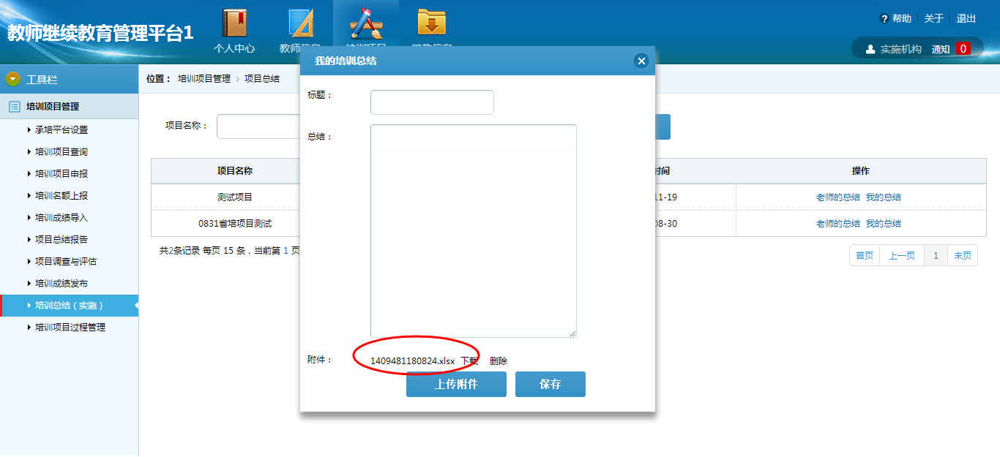 教师继续教育管理平台1
个人中心
帮助 关于 退出
实施机构 通知 0
工具栏
培训项目管理
承培平台设置
培训项目查询
培训项目申报
培训名额上报
培训成绩导入
项目总结报告
项目调查与评估
培训成绩发布
培训总结（实施）
培训项目过程管理
位置： 培训项目管理 > 项目总结
项目名称：
项目名称 时间 操作
测试项目 11-19 老师的总结 我的总结
0831省培项目测试 08-30 老师的总结 我的总结
共2条记录 每页 15 条，当前第 1 页
首页 上一页 1 末页
我的培训总结
标题：
总结：
附件： 1409481180824.xlsx 下载 删除
上传附件 保存